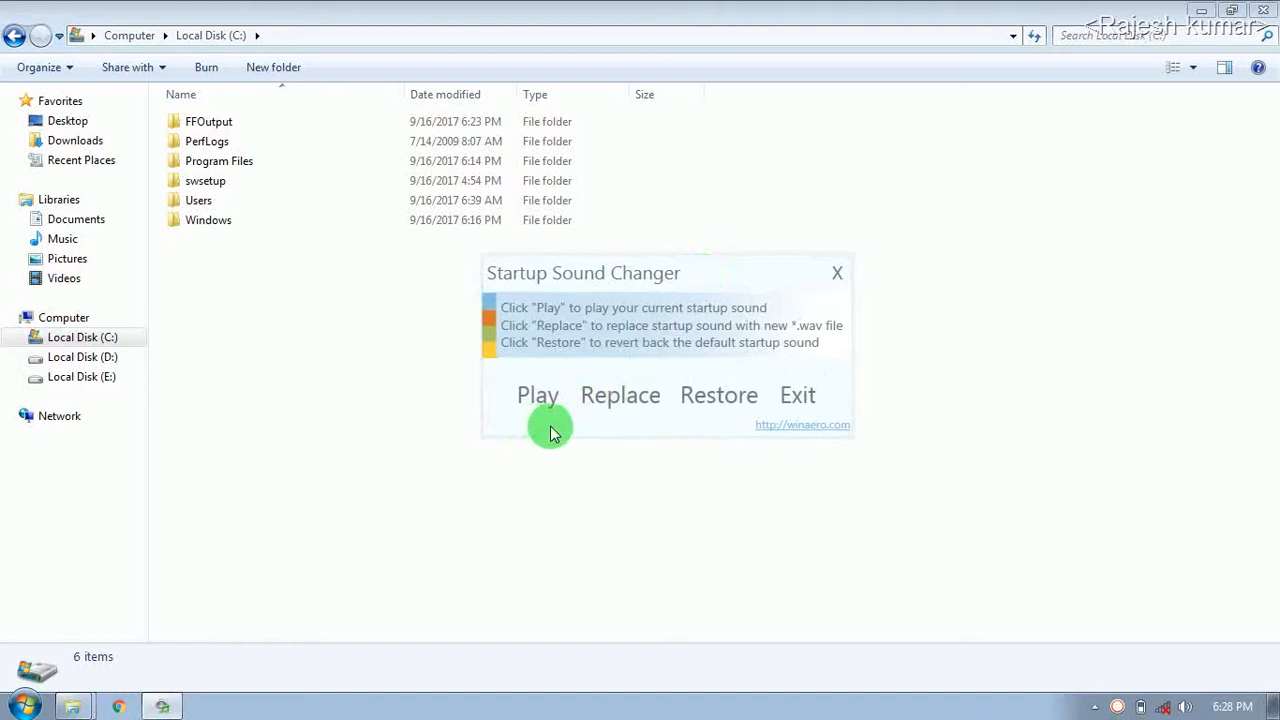 <Rajesh kumar>
Computer
Local Disk (C:)
Search Local Disk (C:)
Organize
Share with
Burn
New folder
Name
Date modified
Type
Size
Favorites
Desktop
Downloads
Recent Places
Libraries
Documents
Music
Pictures
Videos
Computer
Local Disk (C:)
Local Disk (D:)
Local Disk (E:)
Network
FFOutput 9/16/2017 6:23 PM File folder
PerfLogs 7/14/2009 8:07 AM File folder
Program Files 9/16/2017 6:14 PM File folder
swsetup 9/16/2017 4:54 PM File folder
Users 9/16/2017 6:39 AM File folder
Windows 9/16/2017 6:16 PM File folder
Startup Sound Changer X
Click "Play" to play your current startup sound
Click "Replace" to replace startup sound with new *.wav file
Click "Restore" to revert back the default startup sound
Play Replace Restore Exit
http://winaero.com
6 items
6:28 PM